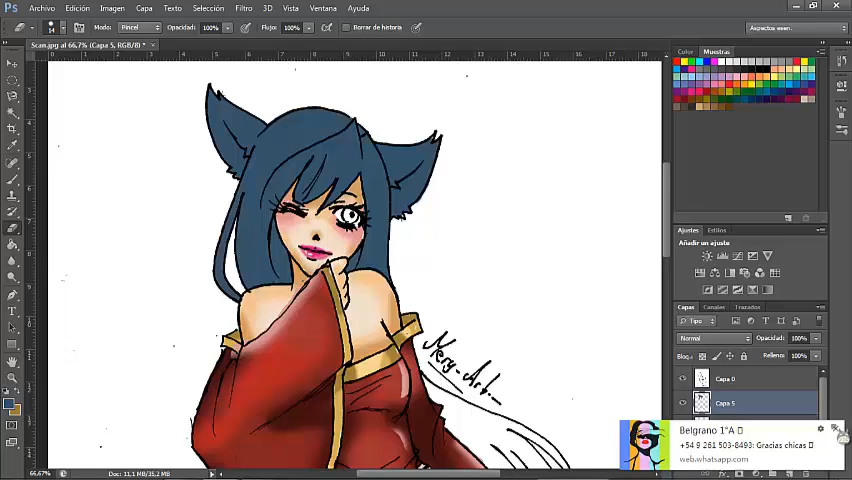 Ps Archivo Edición Imagen Capa Texto Selección Filtro 3D Vista Ventana Ayuda
14 Modo: Pincel Opacidad: 100% Flujo: 100% Borrar de historia Aspectos esen.
Scan.jpg al 66,7% (Capa 5, RGB/8) * ×
Color Muestras
Ajustes Estilos
Añadir un ajuste
Capas Canales Trazados
Tipo
Normal Opacidad: 100%
Bloq.: Relleno: 100%
Capa 0
Capa 5
Mery-Art.
Belgrano 1°A
+54 9 261 503-8493: Gracias chicas
web.whatsapp.com
66,67% Doc: 11,1 MB/35,2 MB